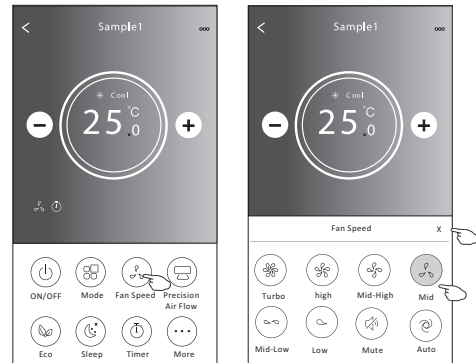 Sample1
Cool
25.0 °C
ON/OFF
Mode
Fan Speed
Precision
Air Flow
Eco
Sleep
Timer
More
Sample1
Cool
25.0 °C
Fan Speed
X
Turbo
high
Mid-High
Mid
Mid-Low
Low
Mute
Auto